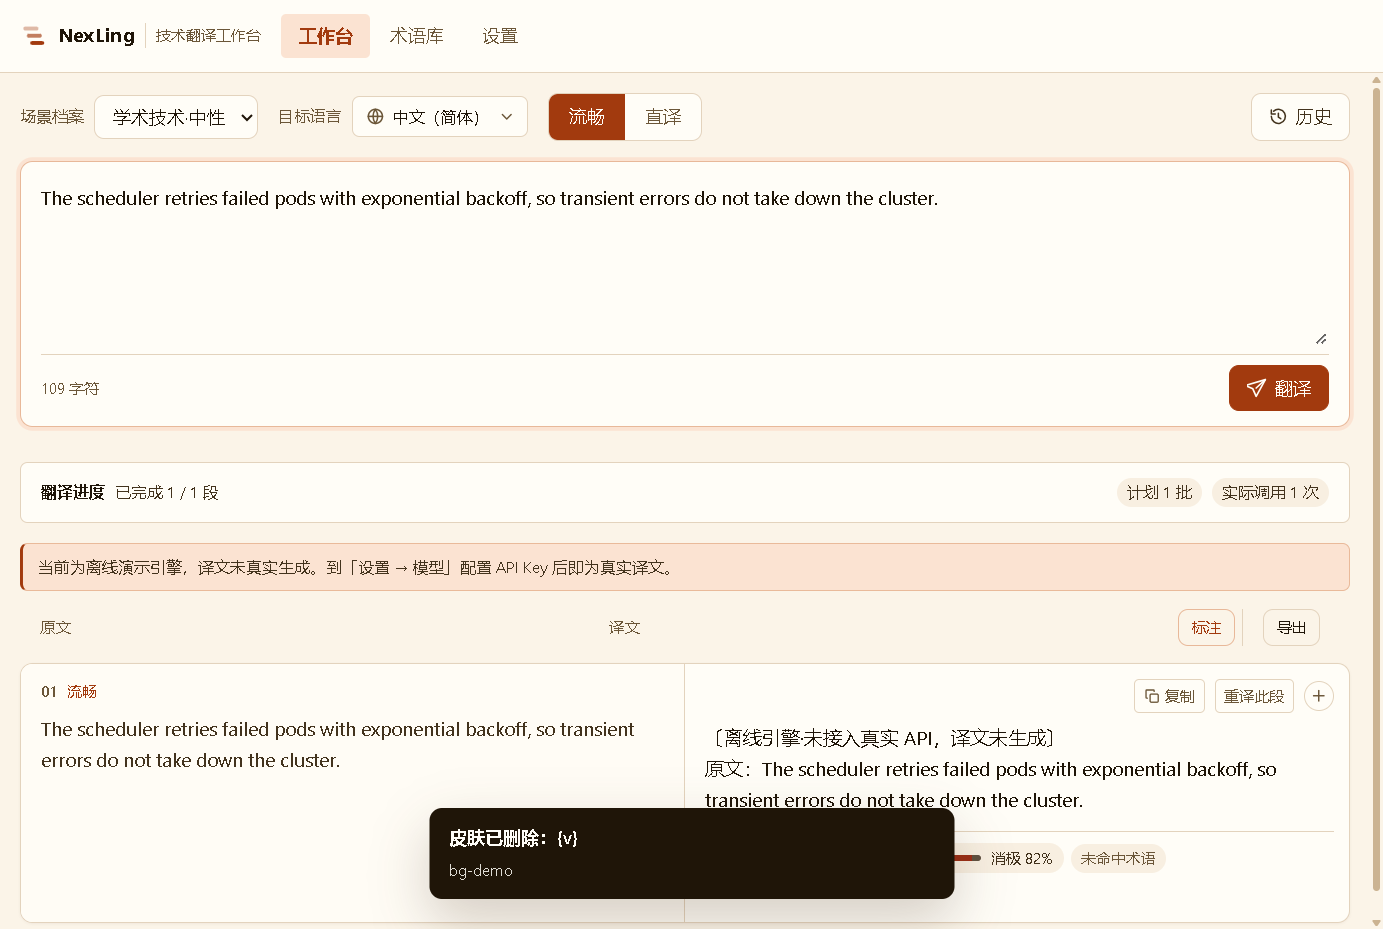 NexLing 技术翻译工作台 工作台 术语库 设置
场景档案 学术技术·中性 目标语言 中文（简体） 流畅 直译 历史
The scheduler retries failed pods with exponential backoff, so transient errors do not take down the cluster.
109 字符 翻译
翻译进度 已完成 1 / 1 段 计划 1 批 实际调用 1 次
当前为离线演示引擎，译文未真实生成。到「设置 → 模型」配置 API Key 后即为真实译文。
原文 译文 标注 导出
01 流畅
The scheduler retries failed pods with exponential backoff, so transient
errors do not take down the cluster.
复制 重译此段
〔离线引擎·未接入真实 API，译文未生成〕
原文：The scheduler retries failed pods with exponential backoff, so
transient errors do not take down the cluster.
消极 82% 未命中术语
皮肤已删除：{v}
bg-demo